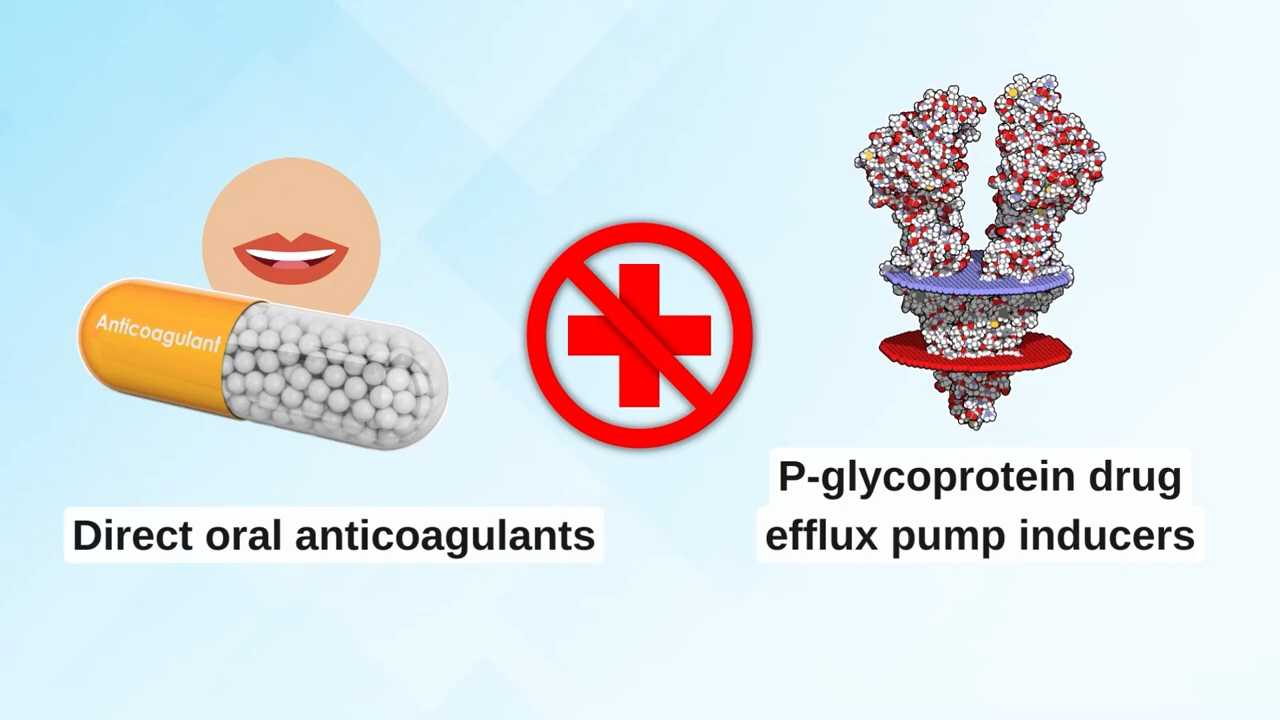 Anticoagulant
Direct oral anticoagulants
P-glycoprotein drug
efflux pump inducers